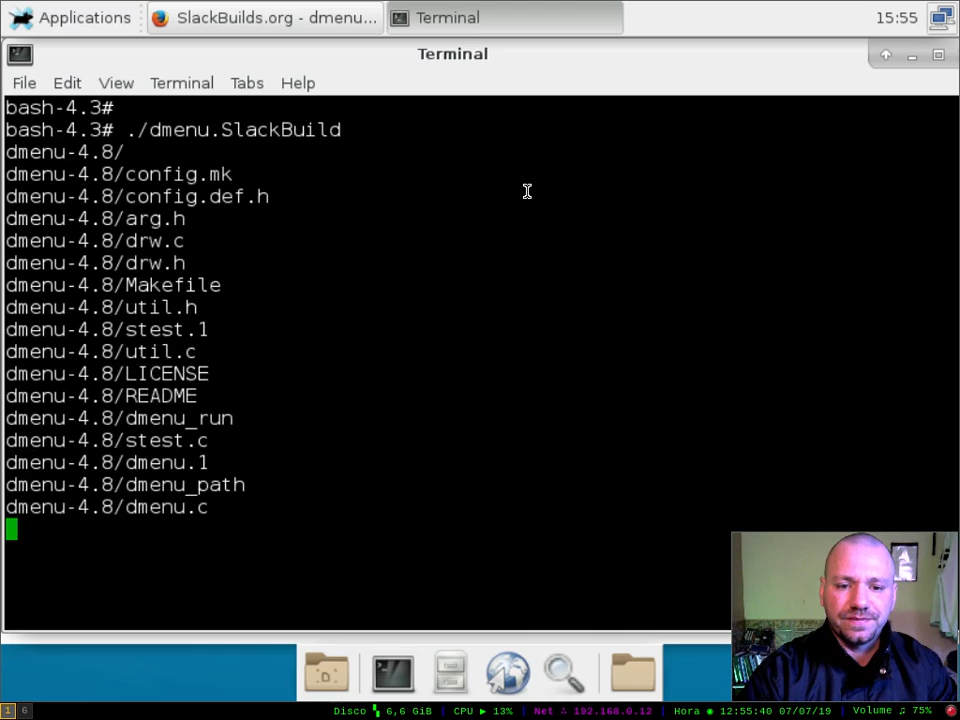 Applications
SlackBuilds.org - dmenu...
Terminal
15:55
Terminal
File Edit View Terminal Tabs Help
bash-4.3#
bash-4.3# ./dmenu.SlackBuild
dmenu-4.8/
dmenu-4.8/config.mk
dmenu-4.8/config.def.h
dmenu-4.8/arg.h
dmenu-4.8/drw.c
dmenu-4.8/drw.h
dmenu-4.8/Makefile
dmenu-4.8/util.h
dmenu-4.8/stest.1
dmenu-4.8/util.c
dmenu-4.8/LICENSE
dmenu-4.8/README
dmenu-4.8/dmenu_run
dmenu-4.8/stest.c
dmenu-4.8/dmenu.1
dmenu-4.8/dmenu_path
dmenu-4.8/dmenu.c
1 6 Disco 6,6 GiB | CPU ▶ 13% | Net 192.168.0.12 | Hora 12:55:40 07/07/19 | Volume ♫ 75%